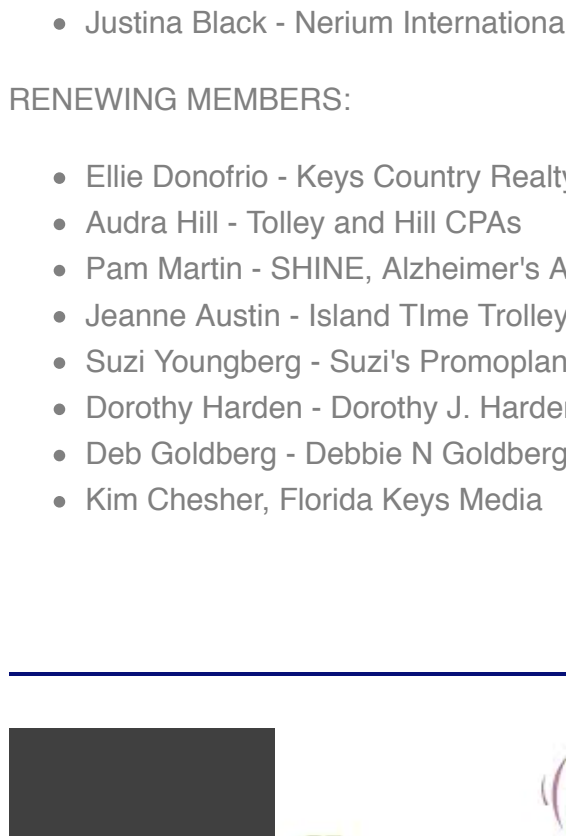 • Justina Black - Nerium Internationa
RENEWING MEMBERS:
• Ellie Donofrio - Keys Country Realty
• Audra Hill - Tolley and Hill CPAs
• Pam Martin - SHINE, Alzheimer's A
• Jeanne Austin - Island TIme Trolley
• Suzi Youngberg - Suzi's Promoplan
• Dorothy Harden - Dorothy J. Harden
• Deb Goldberg - Debbie N Goldberg
• Kim Chesher, Florida Keys Media